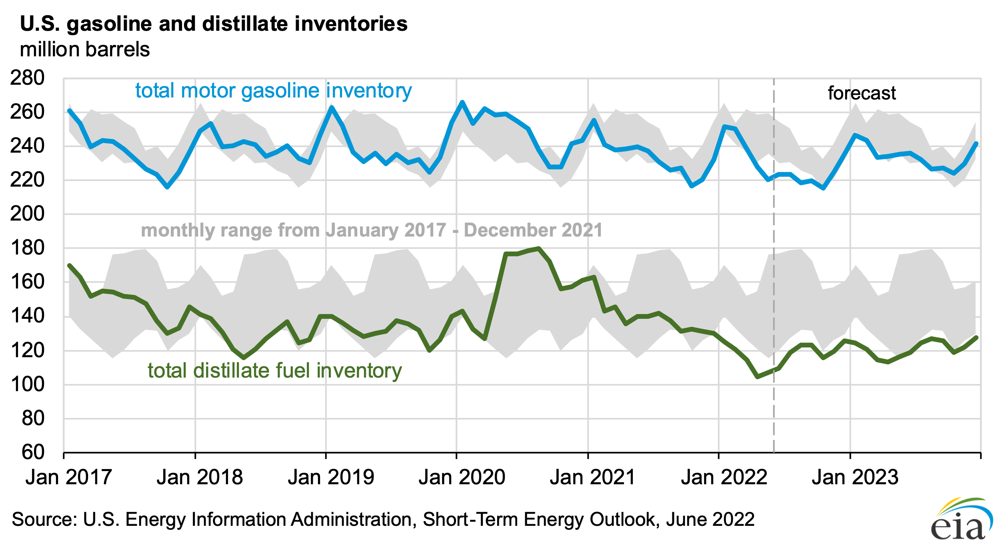 U.S. gasoline and distillate inventories
million barrels
280
total motor gasoline inventory
forecast
260
240
220
200
monthly range from January 2017 - December 2021
180
160
140
120
total distillate fuel inventory
100
80
60
Jan 2017 Jan 2018 Jan 2019 Jan 2020 Jan 2021 Jan 2022 Jan 2023
Source: U.S. Energy Information Administration, Short-Term Energy Outlook, June 2022
eia